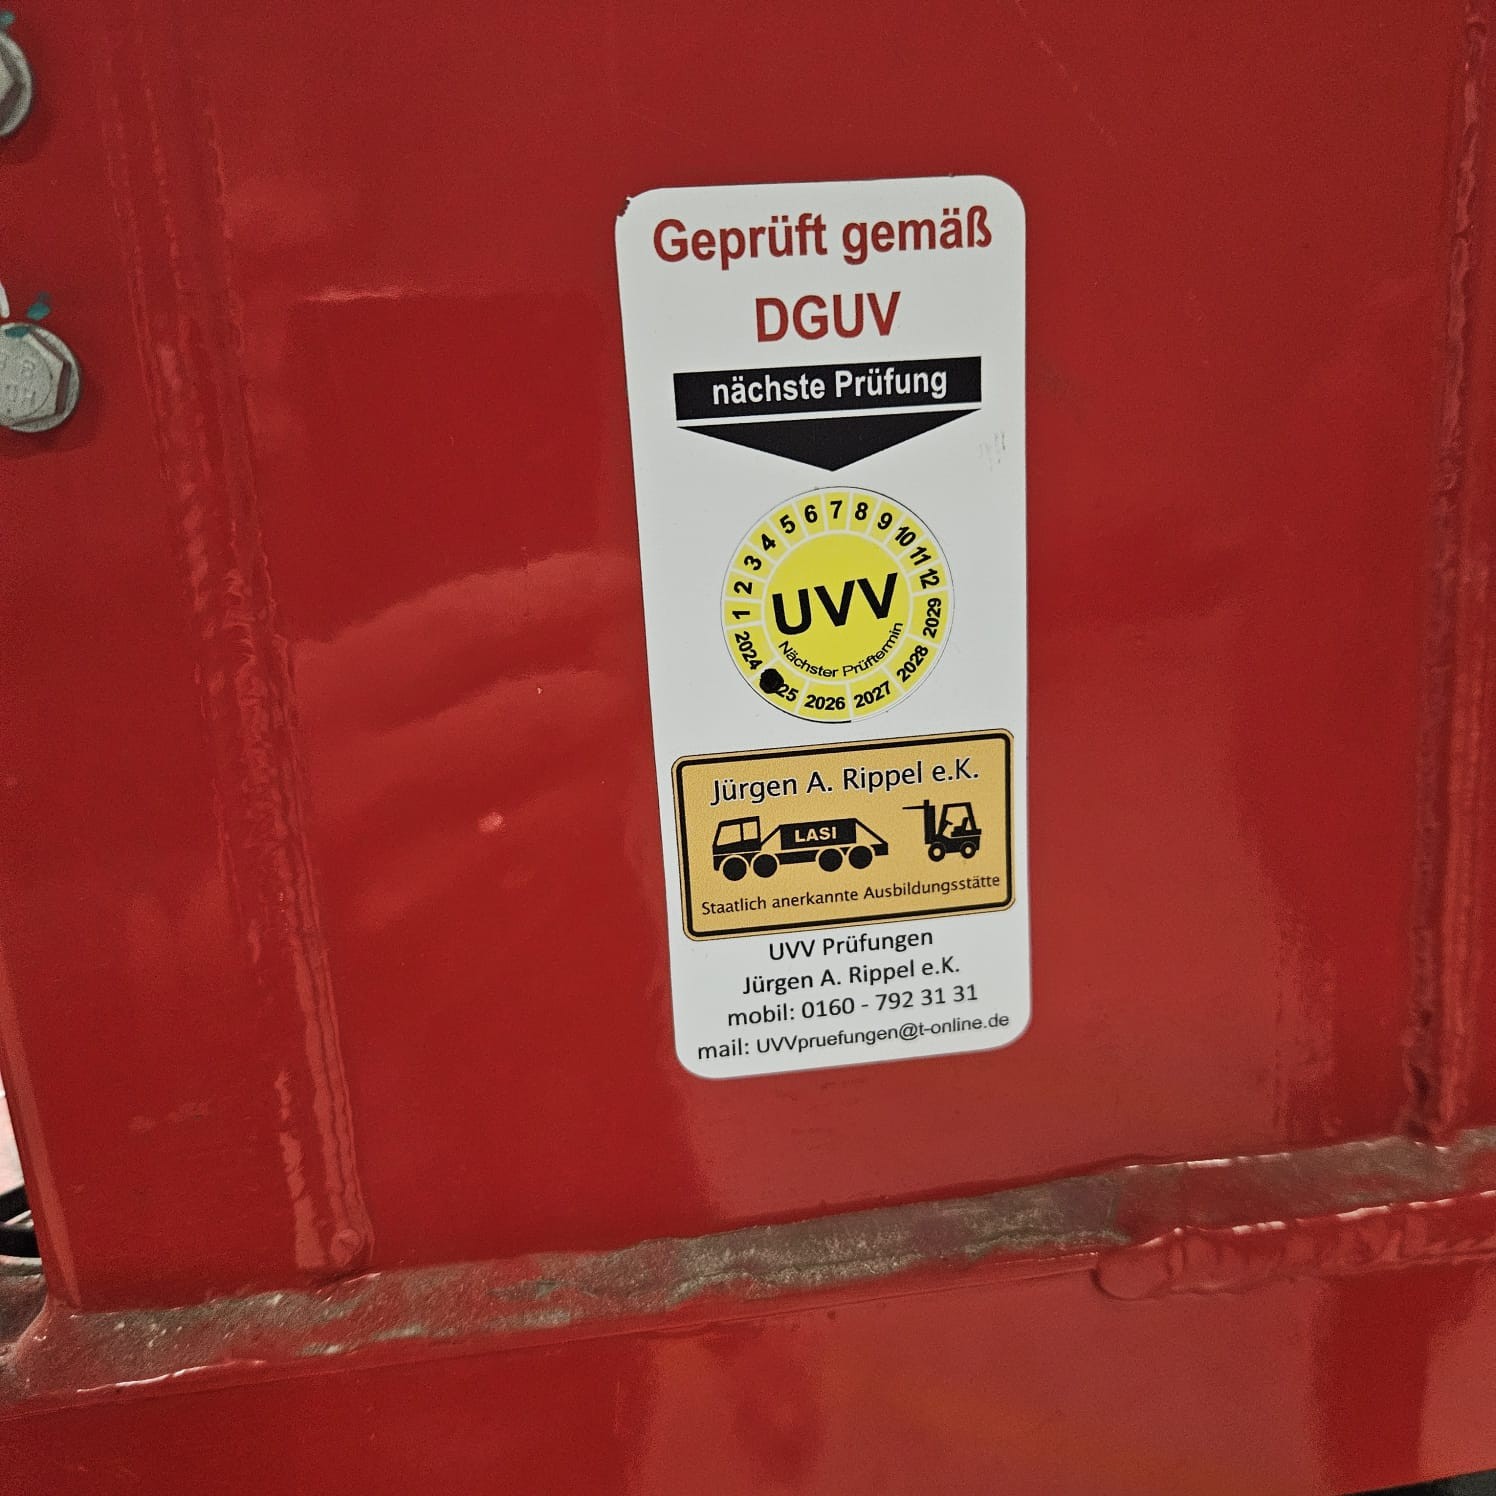 Geprüft gemäß
DGUV
nächste Prüfung
1 2 3 4 5 6 7 8 9 10 11 12
UVV
Nächster Prüftermin
2024 25 2026 2027 2028 2029
Jürgen A. Rippel e.K.
LASI
Staatlich anerkannte Ausbildungsstätte
UVV Prüfungen
Jürgen A. Rippel e.K.
mobil: 0160 - 792 31 31
mail: UVVpruefungen@t-online.de